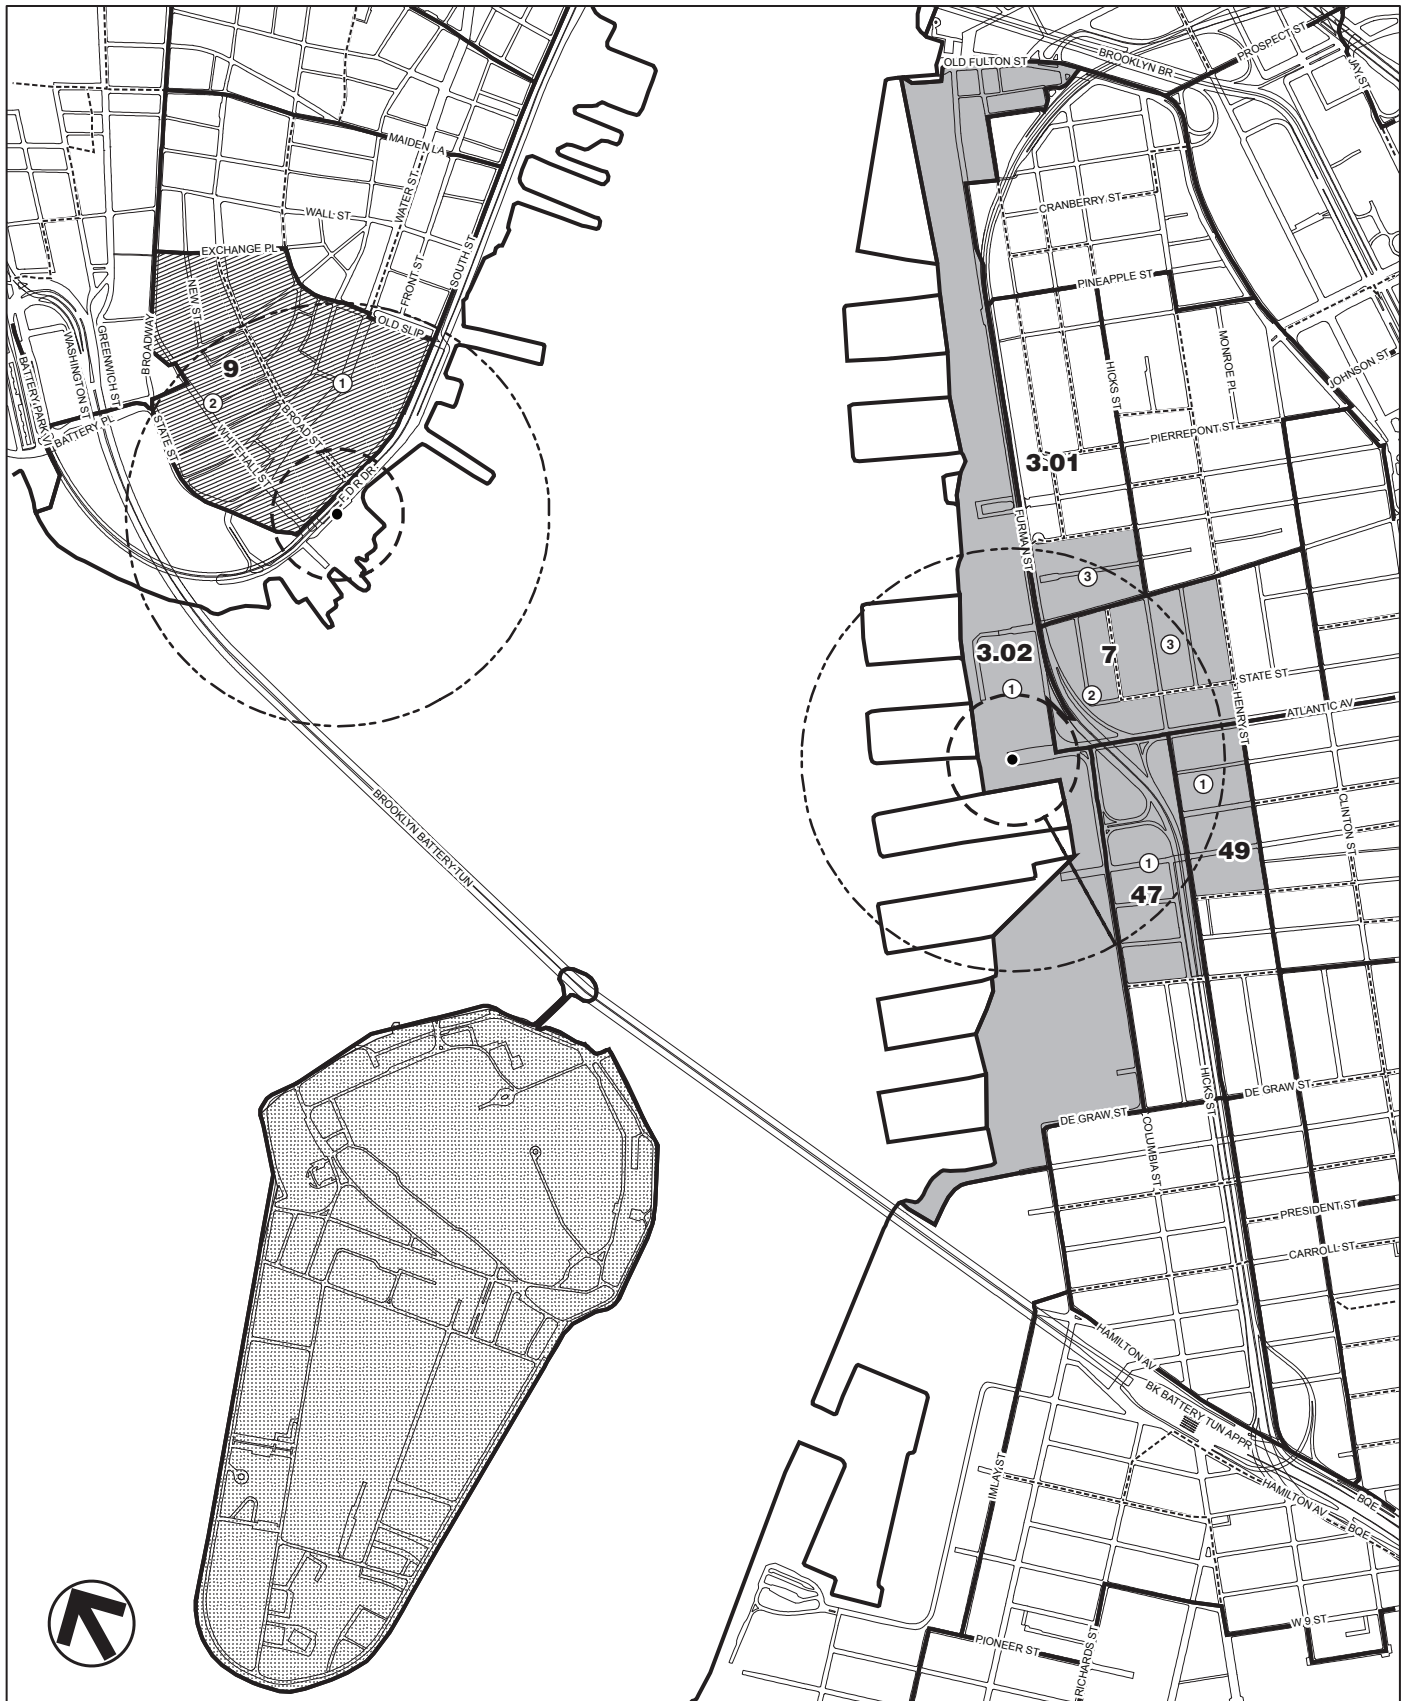 OLD FULTON ST
BROOKLYN BR
PROSPECT ST
JAY ST
MAIDEN LA
WATER ST
WALL ST
CRANBERRY ST
EXCHANGE PL
FRONT ST
SOUTH ST
PINEAPPLE ST
NEW ST
OLD SLIP
BROADWAY
GREENWICH ST
WASHINGTON ST
BATTERY PARK
9
1
2
HICKS ST
MONROE PL
JOHNSON ST
BATTERY PL
STATE ST
WHITEHALL ST
BROAD ST
F D R DR
PIERREPONT ST
3.01
FURMAN ST
3
3.02
7
3
1
2
STATE ST
HENRY ST
ATLANTIC AV
1
CLINTON ST
BROOKLYN BATTERY TUN
49
1
47
HICKS ST
DE GRAW ST
DE GRAW ST
COLUMBIA ST
PRESIDENT ST
CARROLL ST
HAMILTON AV
BK BATTERY TUN APPR
IMLAY ST
HAMILTON AV
BQE
BQE
W 9 ST
PIONEER ST
RICHARDS ST